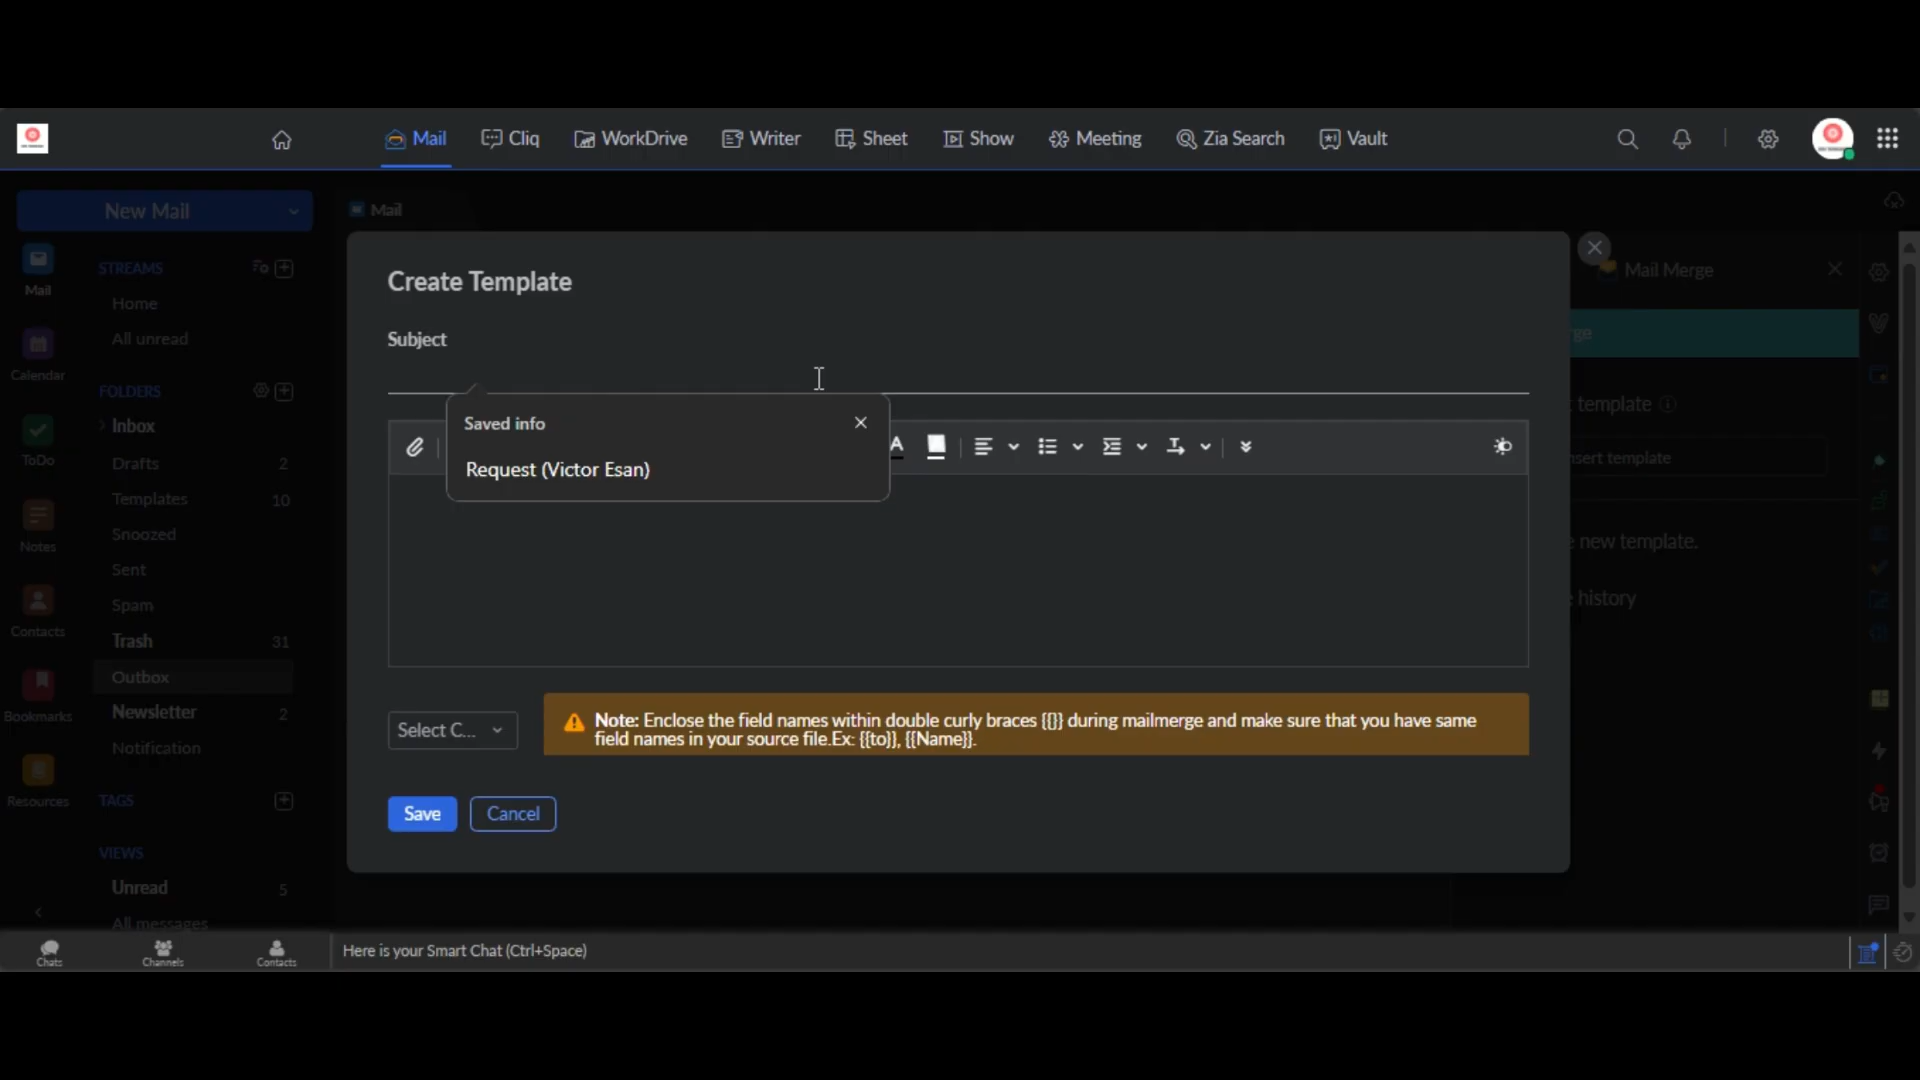 Mail
Cliq
WorkDrive
Writer
Sheet
Show
Meeting
Zia Search
Vault
New Mail
Mail
Mail
STREAMS
Home
All unread
Calendar
FOLDERS
Inbox
Drafts 2
ToDo
Templates 10
Snoozed
Notes
Sent
Spam
Contacts
Trash 31
Outbox
Bookmarks
Newsletter 2
Notification
Resources
TAGS
VIEWS
Unread 5
All messages
Create Template
Subject
Saved info
Request (Victor Esan)
A
Select C...
Note: Enclose the field names within double curly braces {{}} during mailmerge and make sure that you have same
field names in your source file.Ex: {{to}}, {{Name}}.
Save
Cancel
Mail Merge
template
nsert template
new template.
history
Chats
Channels
Contacts
Here is your Smart Chat (Ctrl+Space)